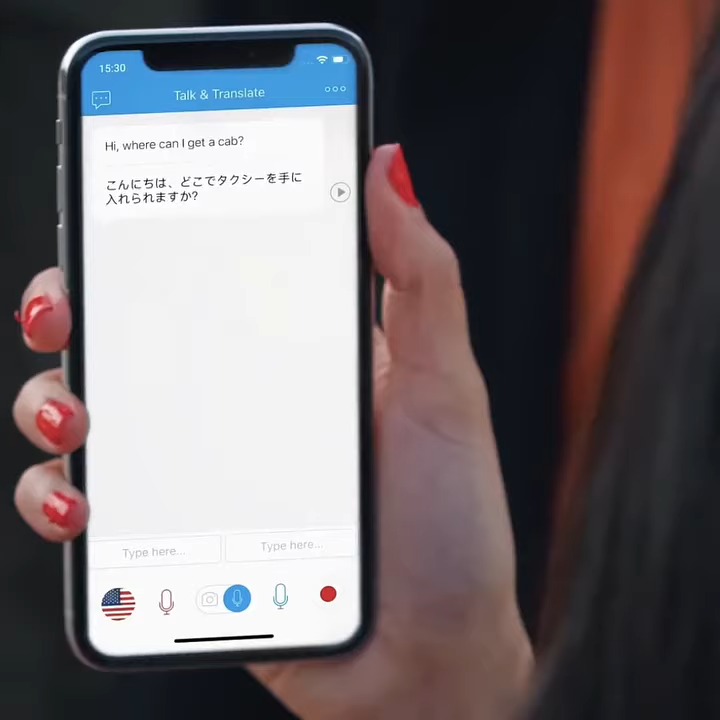 15:30
Talk & Translate
Hi, where can I get a cab?
こんにちは、どこでタクシーを手に
入れられますか?
Type here...
Type here...